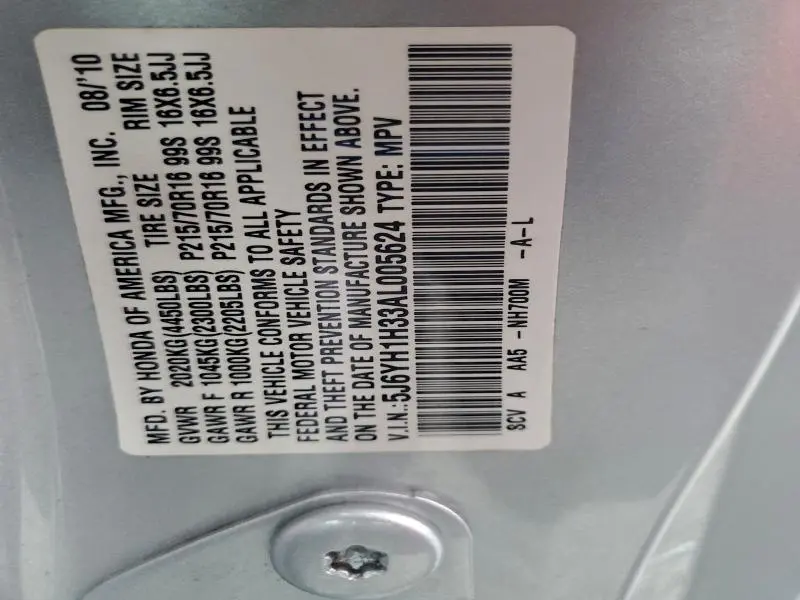 MFD. BY HONDA OF AMERICA MFG., INC. 08/'10
GVWR 2020KG(4450LBS) TIRE SIZE RIM SIZE
GAWR F 1045KG(2300LBS) P215/70R16 99S 16X6.5JJ
GAWR R 1000KG(2205LBS) P215/70R16 99S 16X6.5JJ
THIS VEHICLE CONFORMS TO ALL APPLICABLE
FEDERAL MOTOR VEHICLE SAFETY
AND THEFT PREVENTION STANDARDS IN EFFECT
ON THE DATE OF MANUFACTURE SHOWN ABOVE.
V.I.N.:5J6YH1H33AL005624 TYPE: MPV
SCV A AA5 -NH700M -A-L